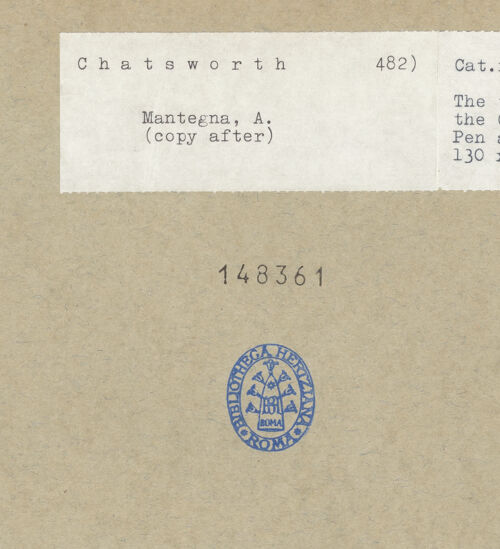 Chatsworth 482)
Mantegna, A.
(copy after)
Cat.
The
the
Pen
130
148361
BIBLIOTHECA HERTZIANA
ROMA
ROMA